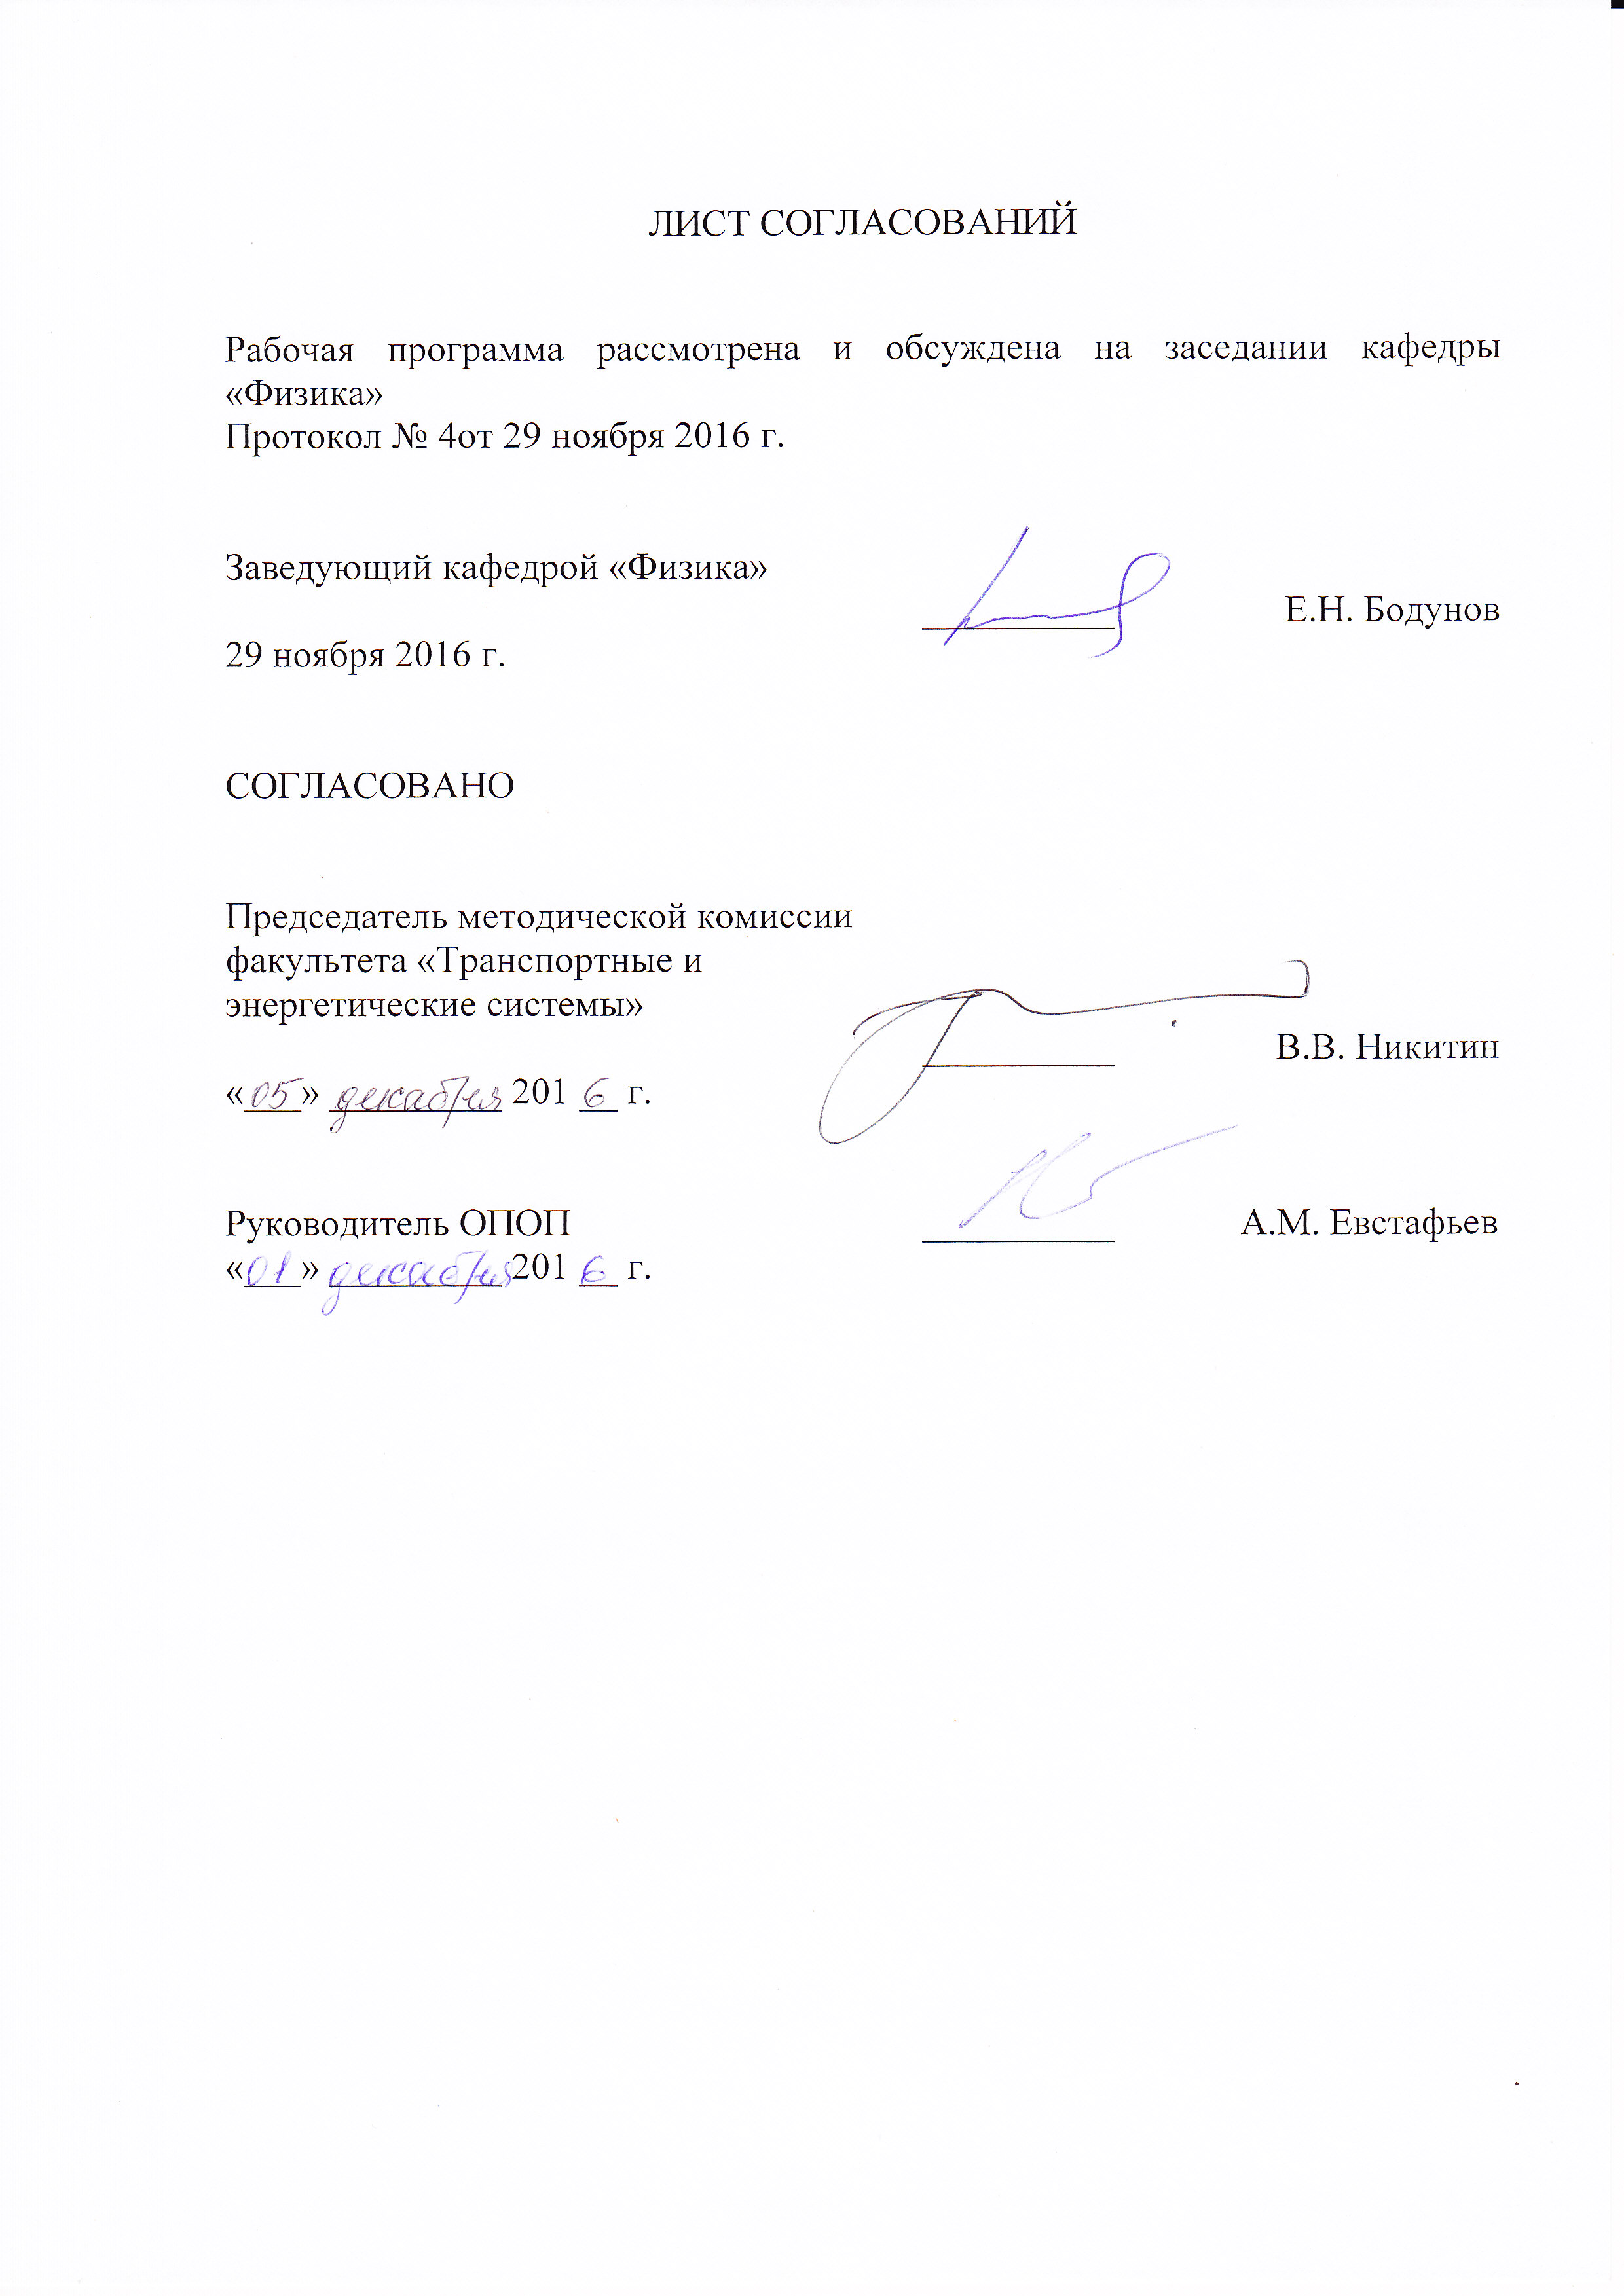 ЛИСТ СОГЛАСОВАНИЙ
Рабочая программа рассмотрена и обсуждена на заседании кафедры
«Физика»
Протокол № 4от 29 ноября 2016 г.
Заведующий кафедрой «Физика»
Е.Н. Бодунов
29 ноября 2016 г.
СОГЛАСОВАНО
Председатель методической комиссии
факультета «Транспортные и
энергетические системы»
В.В. Никитин
«05» декабря 2016 г.
Руководитель ОПОП А.М. Евстафьев
«01» декабря 2016 г.